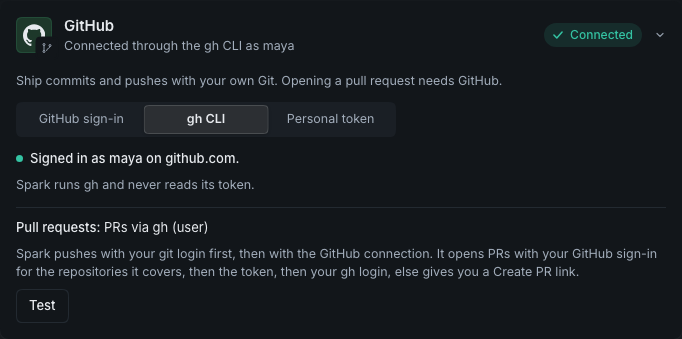 GitHub
Connected through the gh CLI as maya
Connected
Ship commits and pushes with your own Git. Opening a pull request needs GitHub.
GitHub sign-in
gh CLI
Personal token
Signed in as maya on github.com.
Spark runs gh and never reads its token.
Pull requests: PRs via gh (user)
Spark pushes with your git login first, then with the GitHub connection. It opens PRs with your GitHub sign-in
for the repositories it covers, then the token, then your gh login, else gives you a Create PR link.
Test